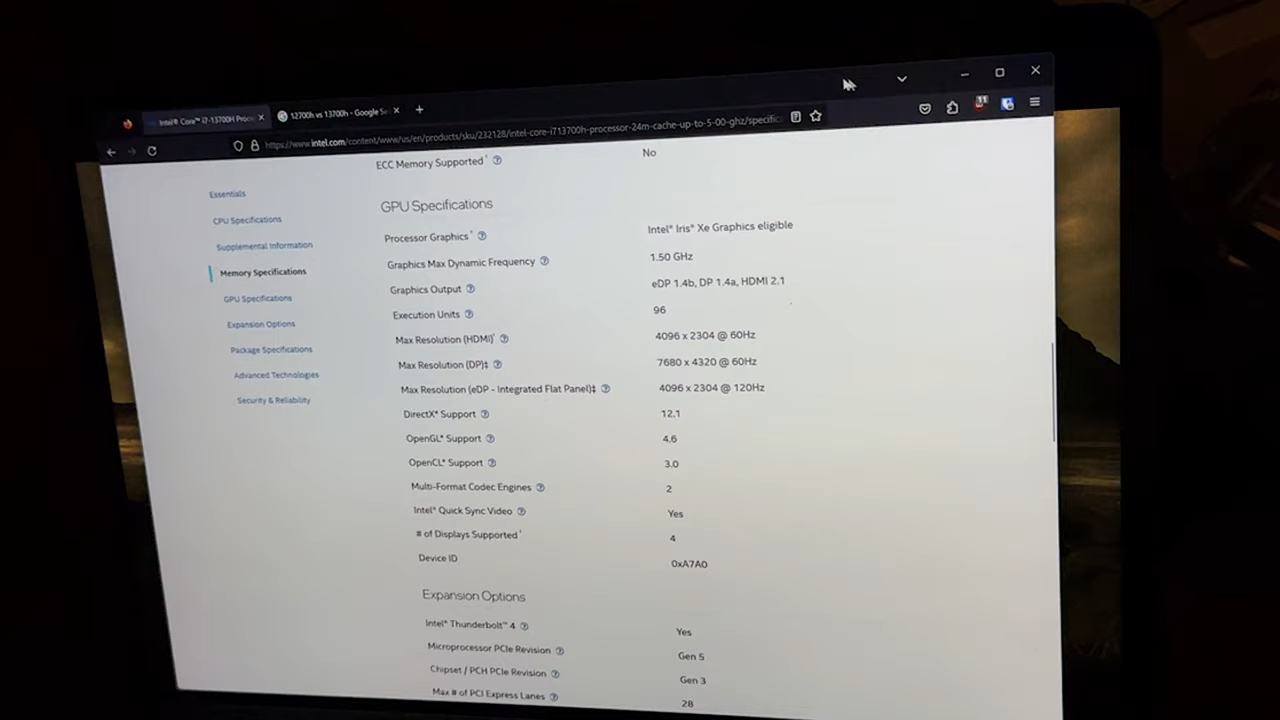 Intel® Core™ i7-13700H Proc
12700h vs 13700h - Google Se
https://www.intel.com/content/www/us/en/products/sku/232128/intel-core-i713700h-processor-24m-cache-up-to-5-00-ghz/specific
11
Essentials
CPU Specifications
Supplemental Information
Memory Specifications
GPU Specifications
Expansion Options
Package Specifications
Advanced Technologies
Security & Reliability
ECC Memory Supported† No
GPU Specifications
Processor Graphics† Intel® Iris® Xe Graphics eligible
Graphics Max Dynamic Frequency 1.50 GHz
Graphics Output eDP 1.4b, DP 1.4a, HDMI 2.1
Execution Units 96
Max Resolution (HDMI)† 4096 x 2304 @ 60Hz
Max Resolution (DP)‡ 7680 x 4320 @ 60Hz
Max Resolution (eDP - Integrated Flat Panel)‡ 4096 x 2304 @ 120Hz
DirectX* Support 12.1
OpenGL* Support 4.6
OpenCL* Support 3.0
Multi-Format Codec Engines 2
Intel® Quick Sync Video Yes
# of Displays Supported† 4
Device ID 0xA7A0
Expansion Options
Intel® Thunderbolt™ 4 Yes
Microprocessor PCIe Revision Gen 5
Chipset / PCH PCIe Revision Gen 3
Max # of PCI Express Lanes 28